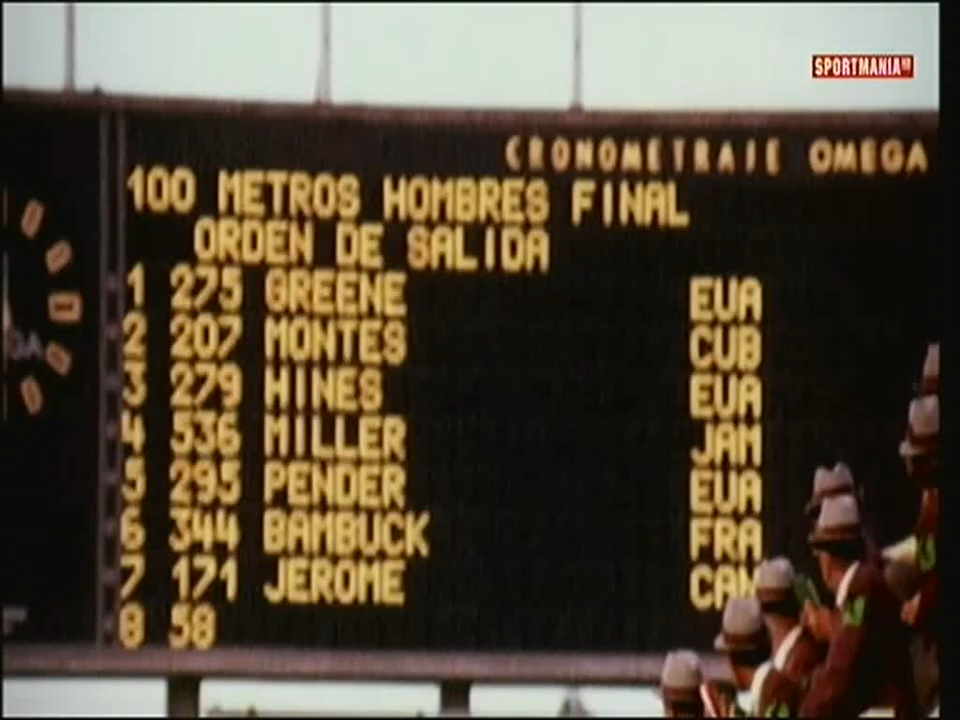 SPORTMANIA
CRONOMETRAJE OMEGA
100 METROS HOMBRES FINAL
ORDEN DE SALIDA
1 275 GREENE EUA
2 207 MONTES CUB
3 279 HINES EUA
4 536 MILLER JAM
5 295 PENDER EUA
6 344 BAMBUCK FRA
7 171 JEROME CAN
8 58